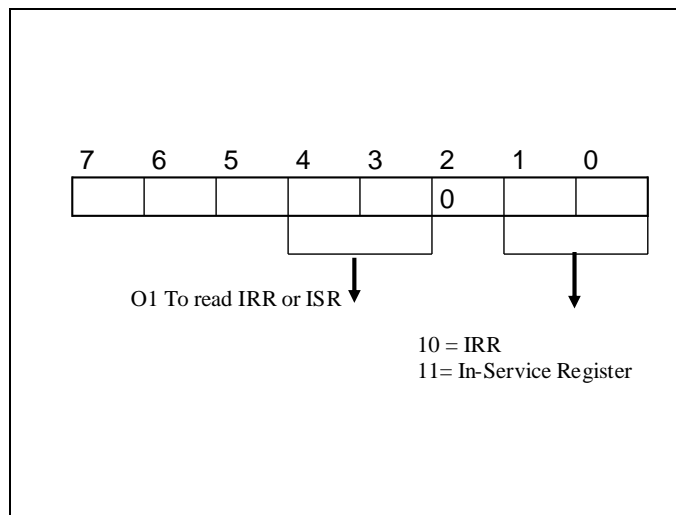 7 6 5 4 3 2 1 0
0
O1 To read IRR or ISR
10 = IRR
11= In-Service Register